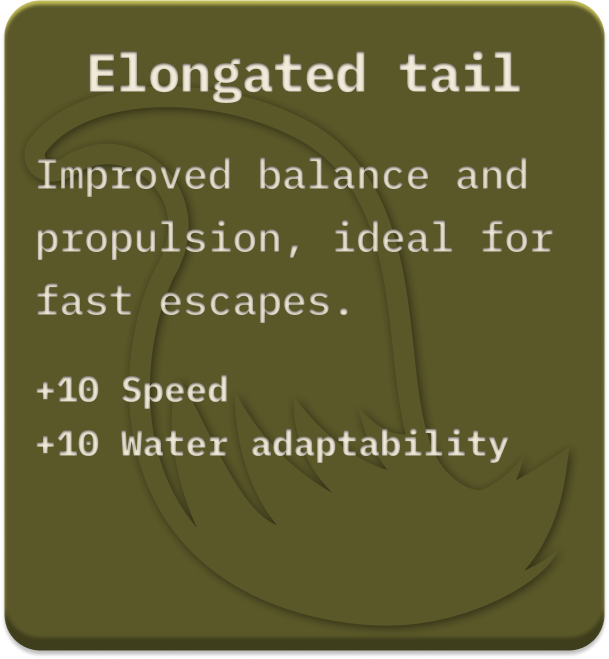 Elongated tail
Improved balance and
propulsion, ideal for
fast escapes.
+10 Speed
+10 Water adaptability